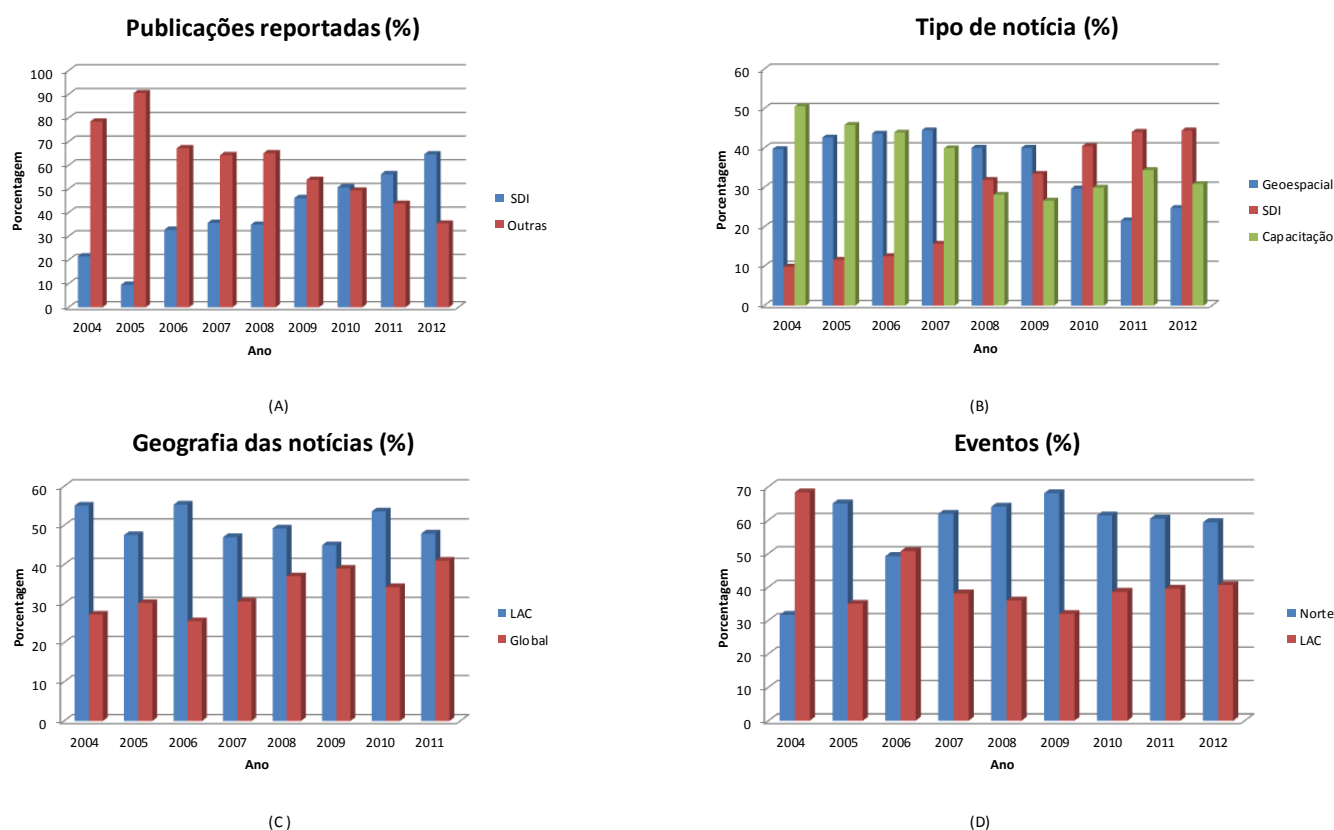 Publicações reportadas (%)
Porcentagem
100
90
80
70
60
50
40
30
20
10
0
2004 2005 2006 2007 2008 2009 2010 2011 2012
Ano
SDI
Outras
(A)
Tipo de notícia (%)
Porcentagem
60
50
40
30
20
10
0
2004 2005 2006 2007 2008 2009 2010 2011 2012
Ano
Geoespacial
SDI
Capacitação
(B)
Geografia das notícias (%)
Porcentagem
60
50
40
30
20
10
0
2004 2005 2006 2007 2008 2009 2010 2011
Ano
LAC
Global
(C )
Eventos (%)
Porcentagem
70
60
50
40
30
20
10
0
2004 2005 2006 2007 2008 2009 2010 2011 2012
Ano
Norte
LAC
(D)